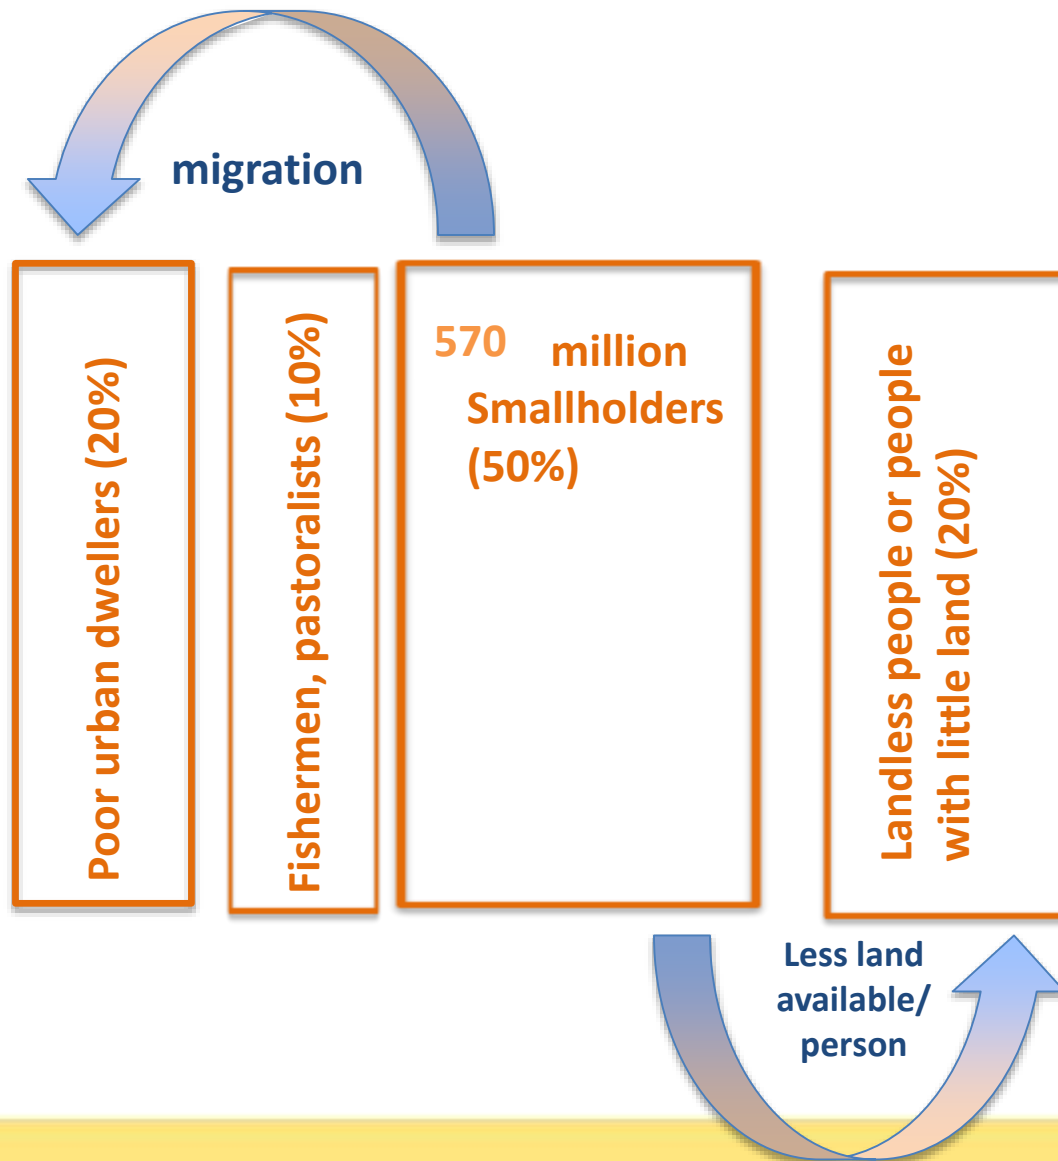 migration
Poor urban dwellers (20%)
Fishermen, pastoralists (10%)
570 million
Smallholders
(50%)
Landless people or people
with little land (20%)
Less land
available/
person